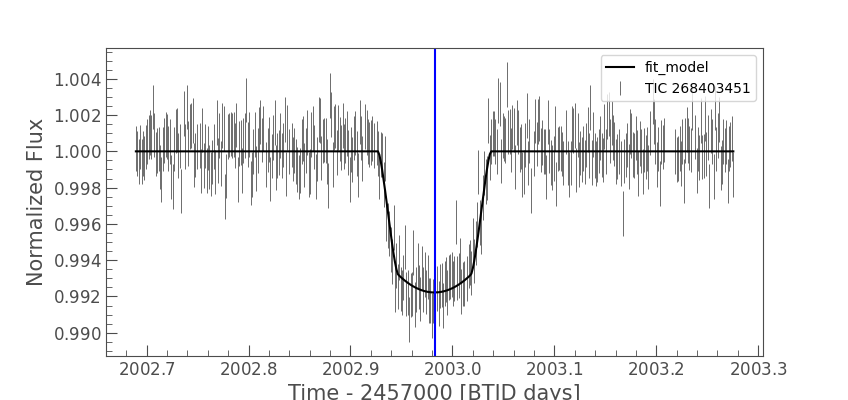 fit_model
TIC 268403451
1.004
1.002
1.000
0.998
0.996
0.994
0.992
0.990
Normalized Flux
2002.7 2002.8 2002.9 2003.0 2003.1 2003.2 2003.3
Time - 2457000 [BTJD days]